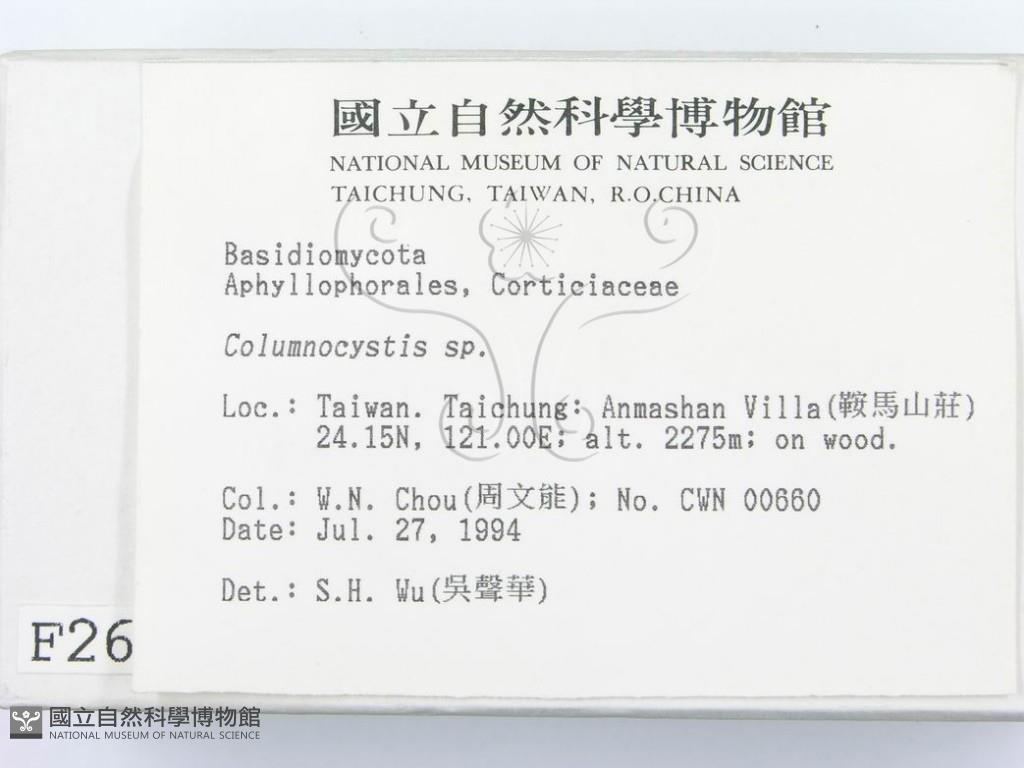 國立自然科學博物館
NATIONAL MUSEUM OF NATURAL SCIENCE
TAICHUNG, TAIWAN, R.O.CHINA
Basidiomycota
Aphyllophorales, Corticiaceae
Columnocystis sp.
Loc.: Taiwan. Taichung: Anmashan Villa(鞍馬山莊)
24.15N, 121.00E; alt. 2275m; on wood.
Col.: W.N. Chou(周文能); No. CWN 00660
Date: Jul. 27, 1994
Det.: S.H. Wu(吳聲華)
F26
國立自然科學博物館
NATIONAL MUSEUM OF NATURAL SCIENCE